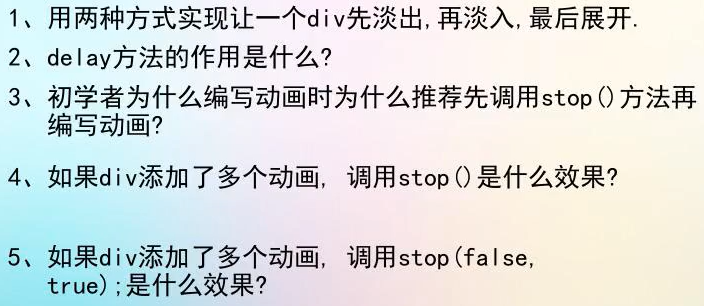 1、用两种方式实现让一个div先淡出,再淡入,最后展开.
2、delay方法的作用是什么?
3、初学者为什么编写动画时为什么推荐先调用stop()方法再
编写动画?
4、如果div添加了多个动画, 调用stop()是什么效果?
5、如果div添加了多个动画, 调用stop(false,
true);是什么效果?